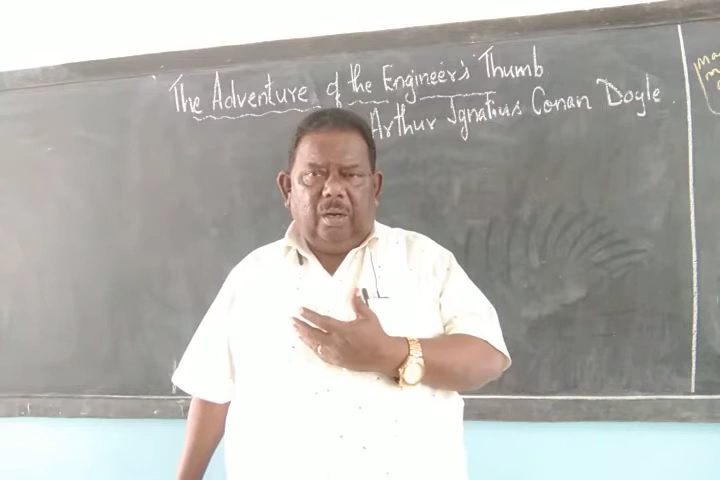 The Adventure of the Engineer's Thumb
Arthur Ignatius Conan Doyle.